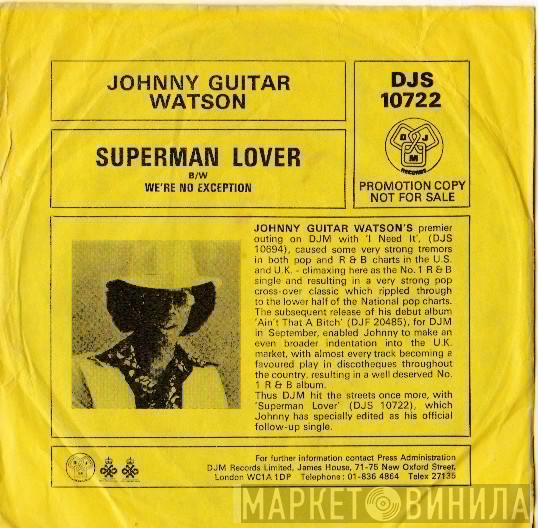 JOHNNY GUITAR
WATSON
DJS
10722
SUPERMAN LOVER
B/W
WE'RE NO EXCEPTION
D J
M
RECORDS
PROMOTION COPY
NOT FOR SALE
JOHNNY GUITAR WATSON'S premier
outing on DJM with 'I Need It', (DJS
10694), caused some very strong tremors
in both pop and R & B charts in the U.S.
and U.K. - climaxing here as the No. 1 R & B
single and resulting in a very strong pop
cross-over classic which rippled through
to the lower half of the National pop charts.
The subsequent release of his debut album
'Ain't That A Bitch' (DJF 20485), for DJM
in September, enabled Johnny to make an
even broader indentation into the U.K.
market, with almost every track becoming a
favoured play in discotheques throughout
the country, resulting in a well deserved No.
1 R & B album.
Thus DJM hit the streets once more, with
'Superman Lover' (DJS 10722), which
Johnny has specially edited as his official
follow-up single.
For further information contact Press Administration
DJM Records Limited, James House, 71-75 New Oxford Street,
London WC1A 1DP Telephone: 01-836 4864 Telex 27135
МАРКЕТ ВИНИЛА